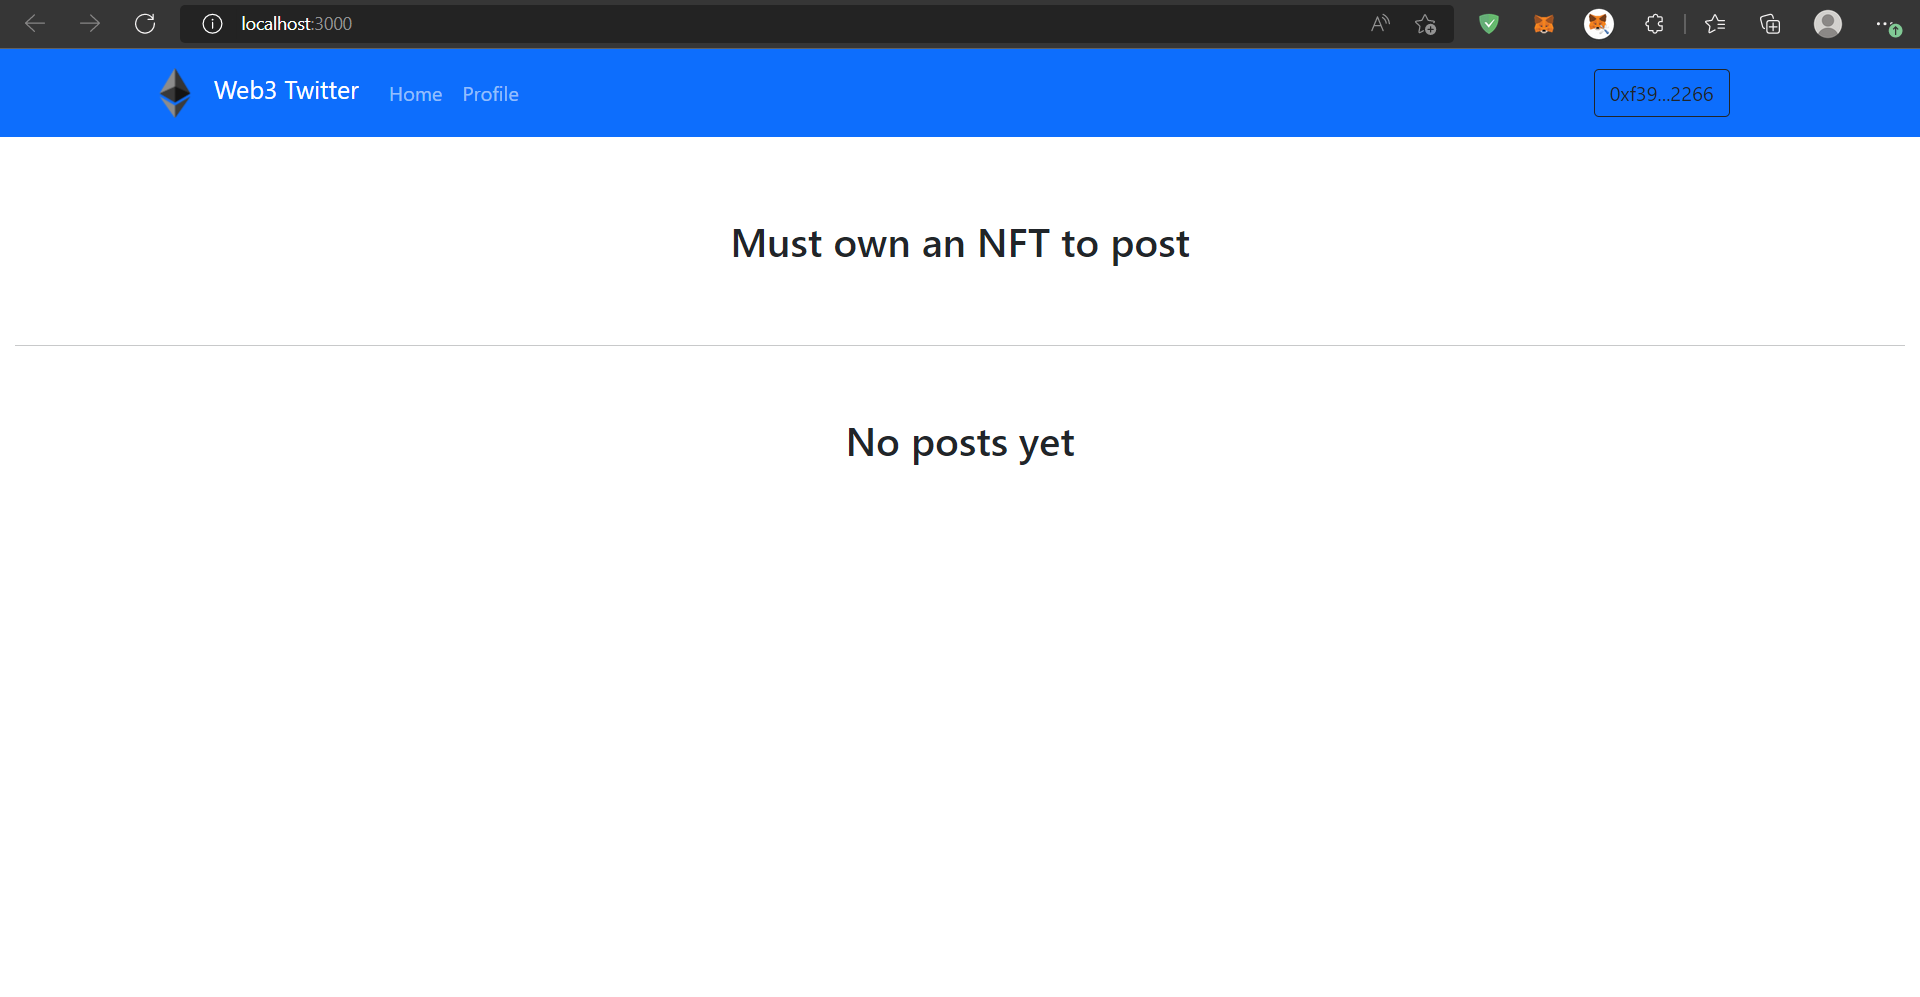 localhost:3000
Web3 Twitter Home Profile 0xf39...2266
Must own an NFT to post
No posts yet